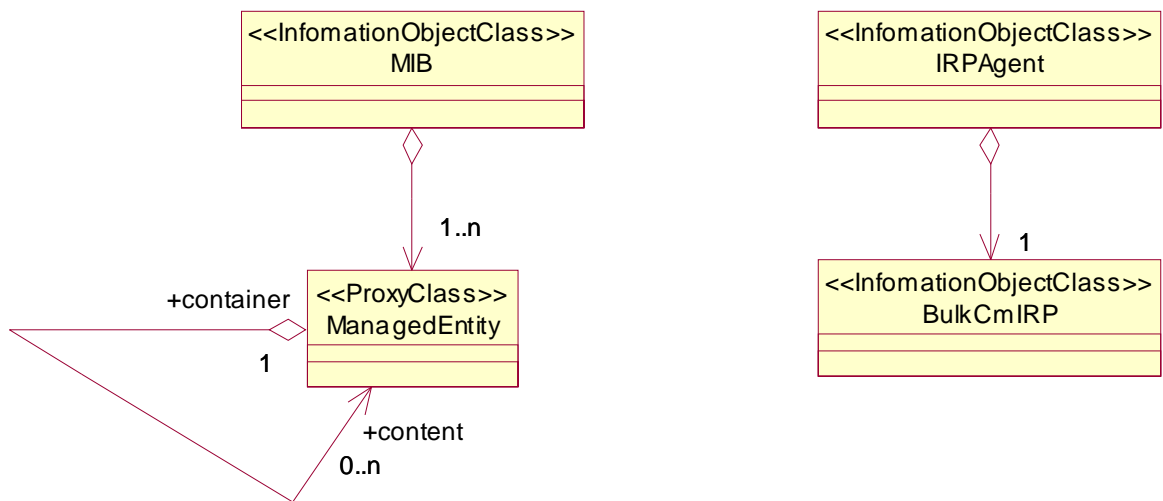 <<InfomationObjectClass>>
MIB
<<InfomationObjectClass>>
IRPAgent
1..n
1
+container
<<ProxyClass>>
ManagedEntity
<<InfomationObjectClass>>
BulkCmIRP
1
+content
0..n